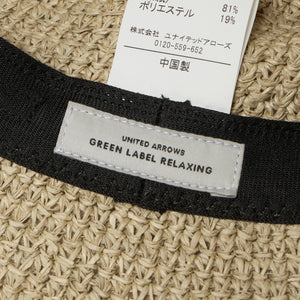 81%
ポリエステル 19%
株式会社 ユナイテッドアローズ
0120-559-652
中国製
UNITED ARROWS
GREEN LABEL RELAXING